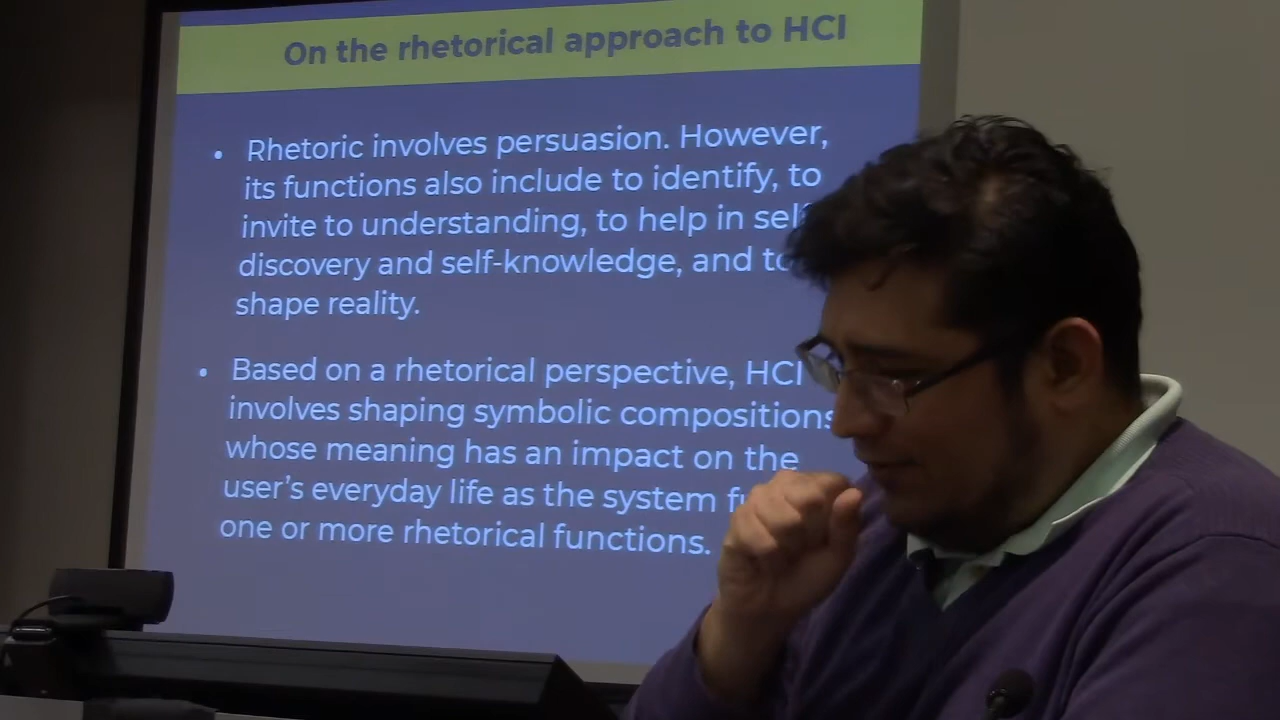 On the rhetorical approach to HCI
• Rhetoric involves persuasion. However,
its functions also include to identify, to
invite to understanding, to help in
discovery and self-knowledge, and to
shape reality.
• Based on a rhetorical perspective, HCI
involves shaping symbolic compositions
whose meaning has an impact on the
user's everyday life as the system
one or more rhetorical functions.